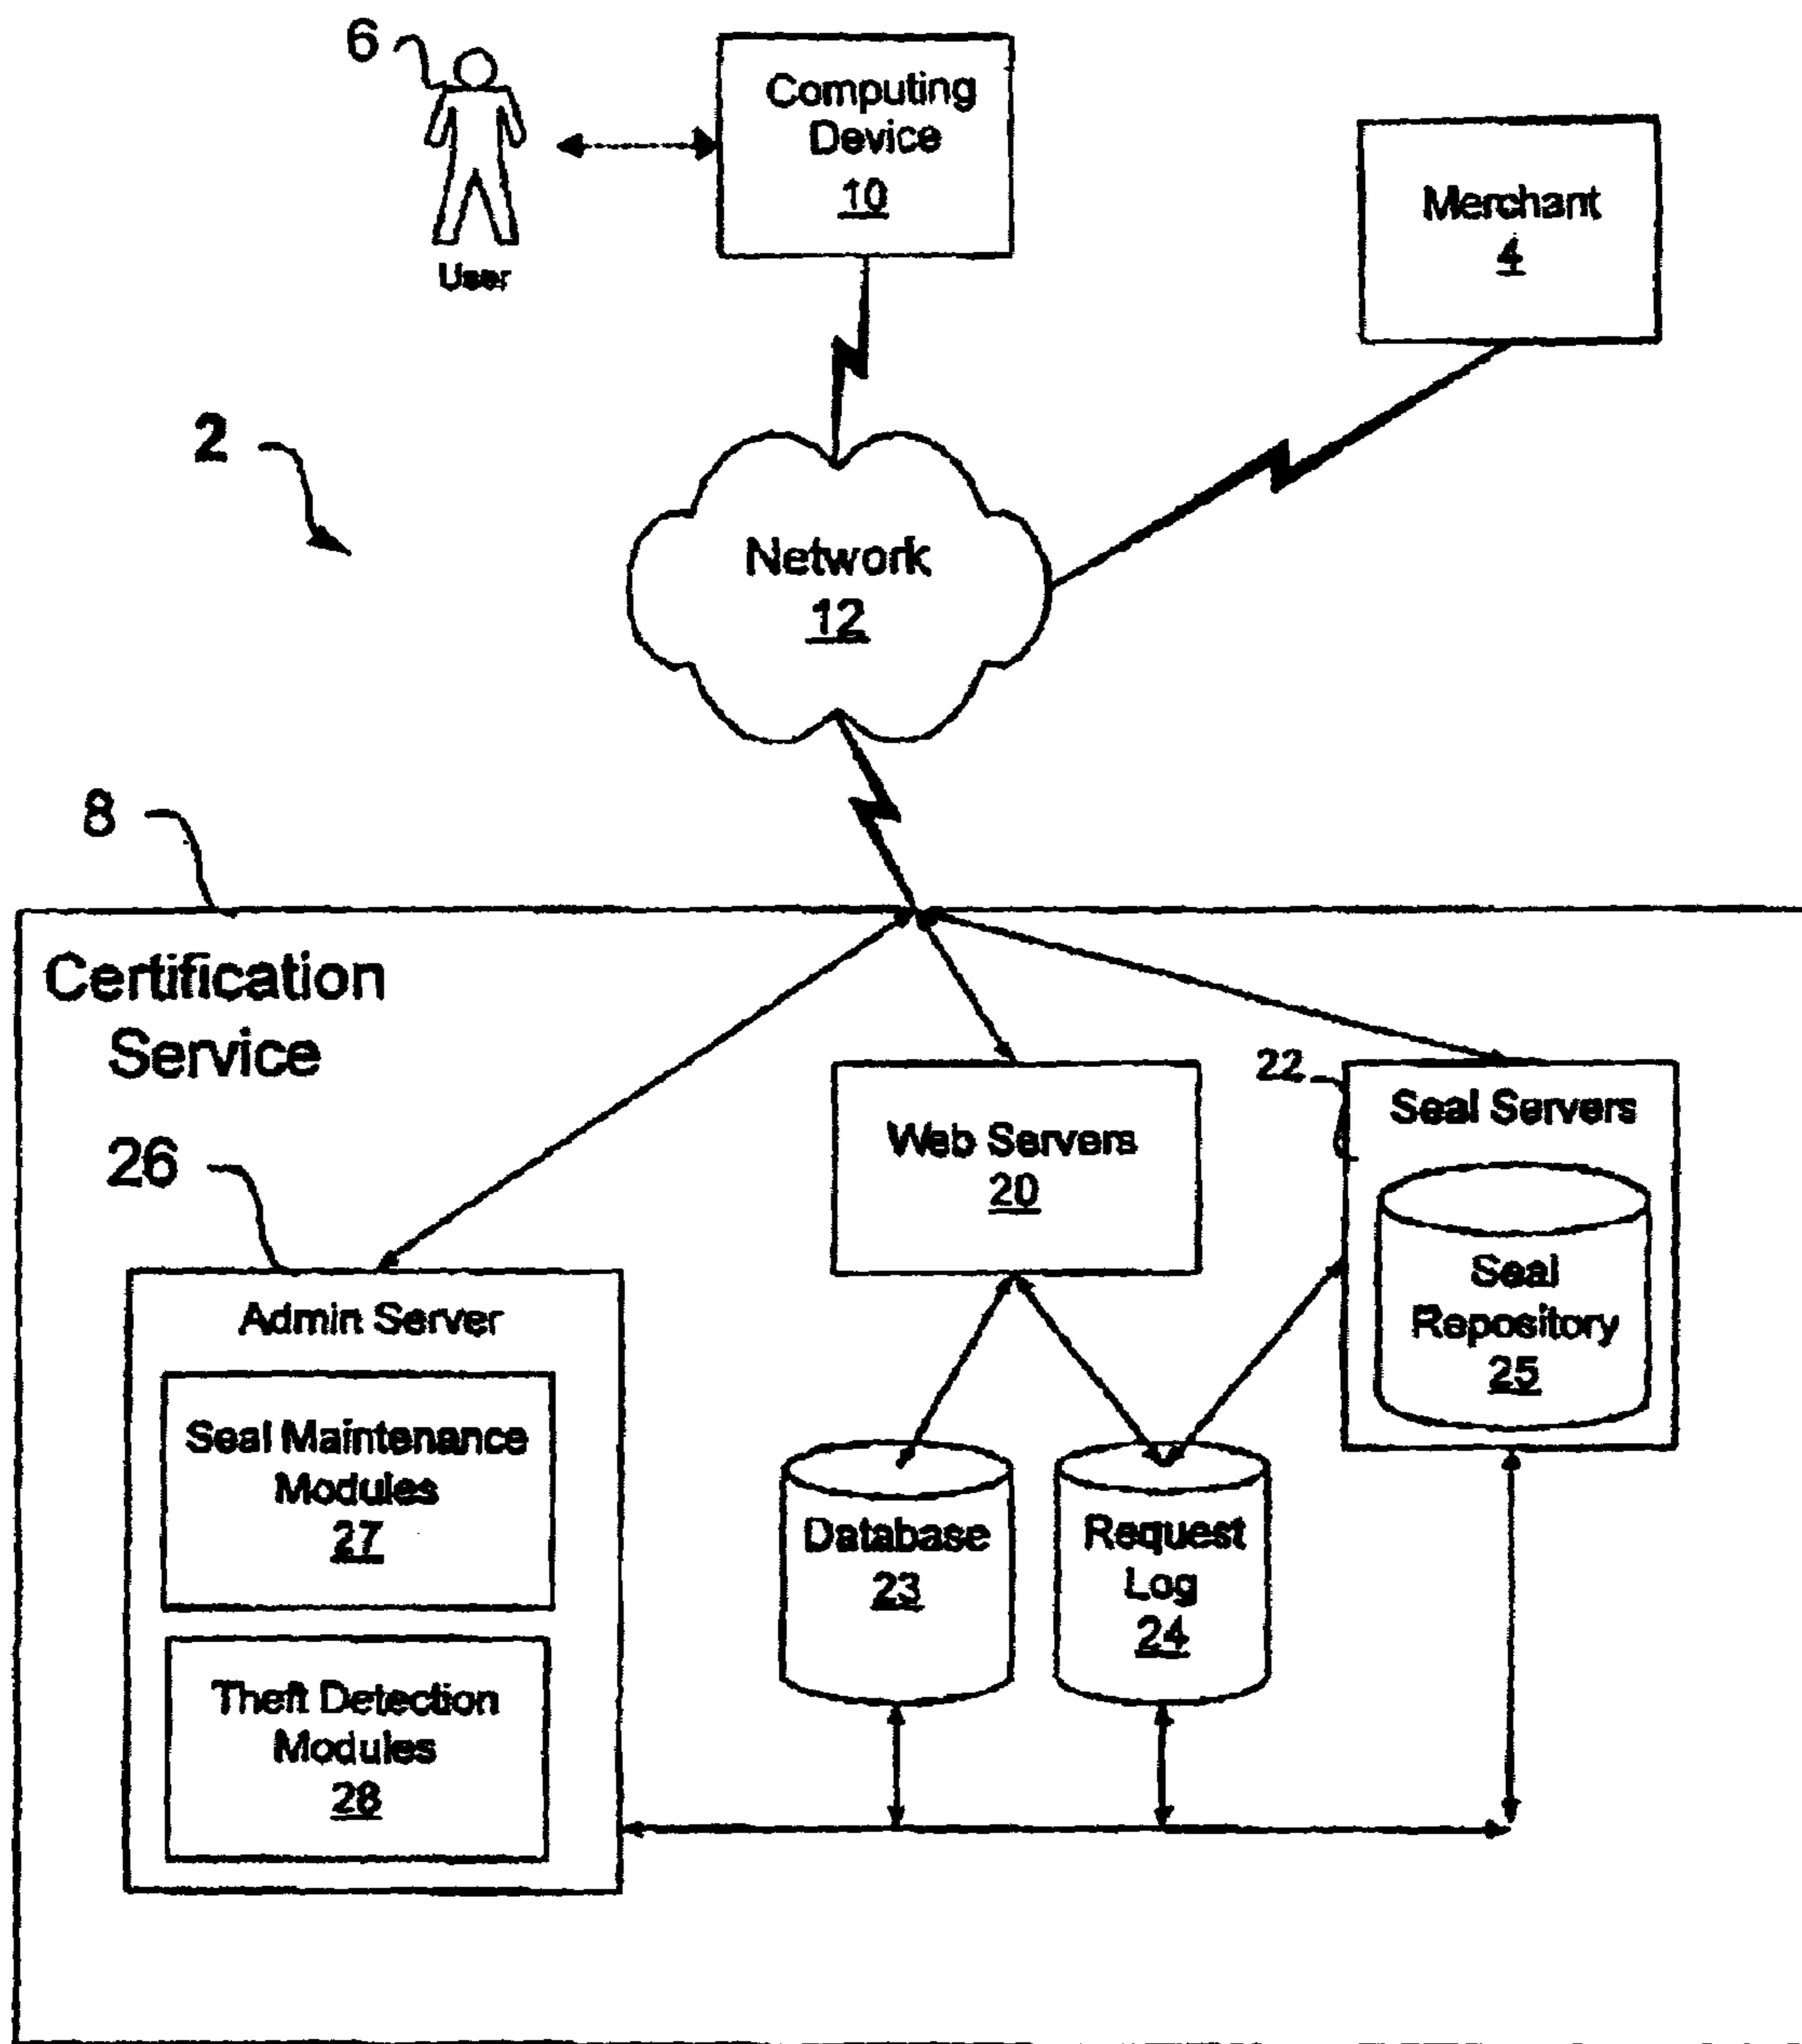 6
User
Computing
Device
10
Merchant
4
2
Network
12
8
Certification
Service
26
Admin Server
Seal Maintenance
Modules
27
Theft Detection
Modules
28
Web Servers
20
22
Seal Servers
Seal
Repository
25
Database
23
Request
Log
24